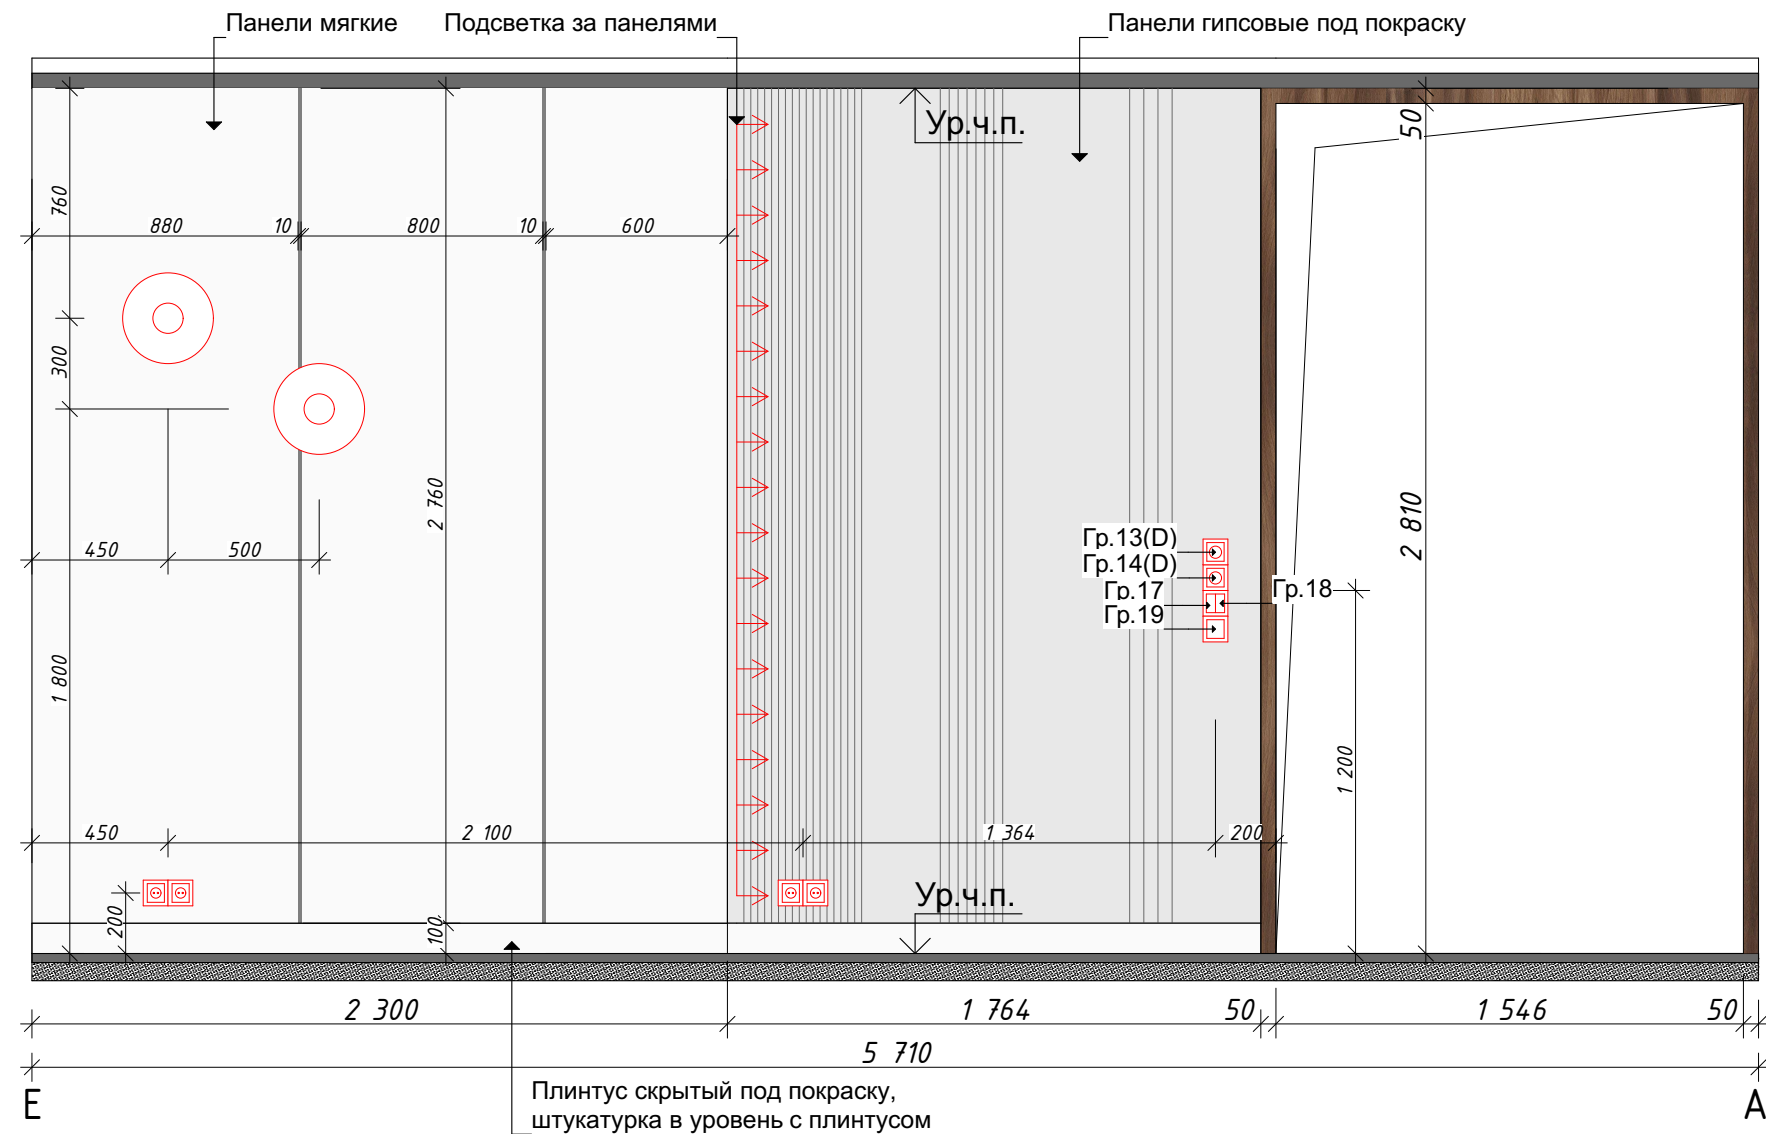 Панели мягкие
Подсветка за панелями
Панели гипсовые под покраску
Ур.ч.п.
50
760
880
10
800
10
600
300
2 760
2 810
450
500
Гр.13(D)
Гр.14(D)
Гр.17
Гр.18
Гр.19
1 800
1 200
450
2 100
1 364
200
200
100
Ур.ч.п.
2 300
1 764
50
1 546
50
5 710
E
A
Плинтус скрытый под покраску,
штукатурка в уровень с плинтусом